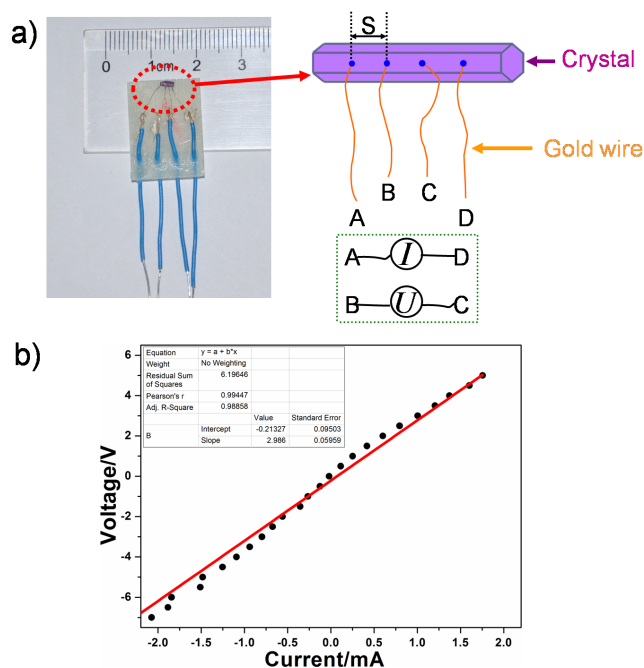 a)
0 1cm 2 3
S
Crystal
Gold wire
A B C D
A I D
B U C
b)
Equation y = a + b*x
Weight No Weighting
Residual Sum of Squares 6.19646
Pearson's r 0.99447
Adj. R-Square 0.98858
Value Standard Error
B Intercept -0.21327 0.09503
Slope 2.986 0.05959
6
4
2
0
-2
-4
-6
Voltage/V
-2.0 -1.5 -1.0 -0.5 0.0 0.5 1.0 1.5 2.0
Current/mA